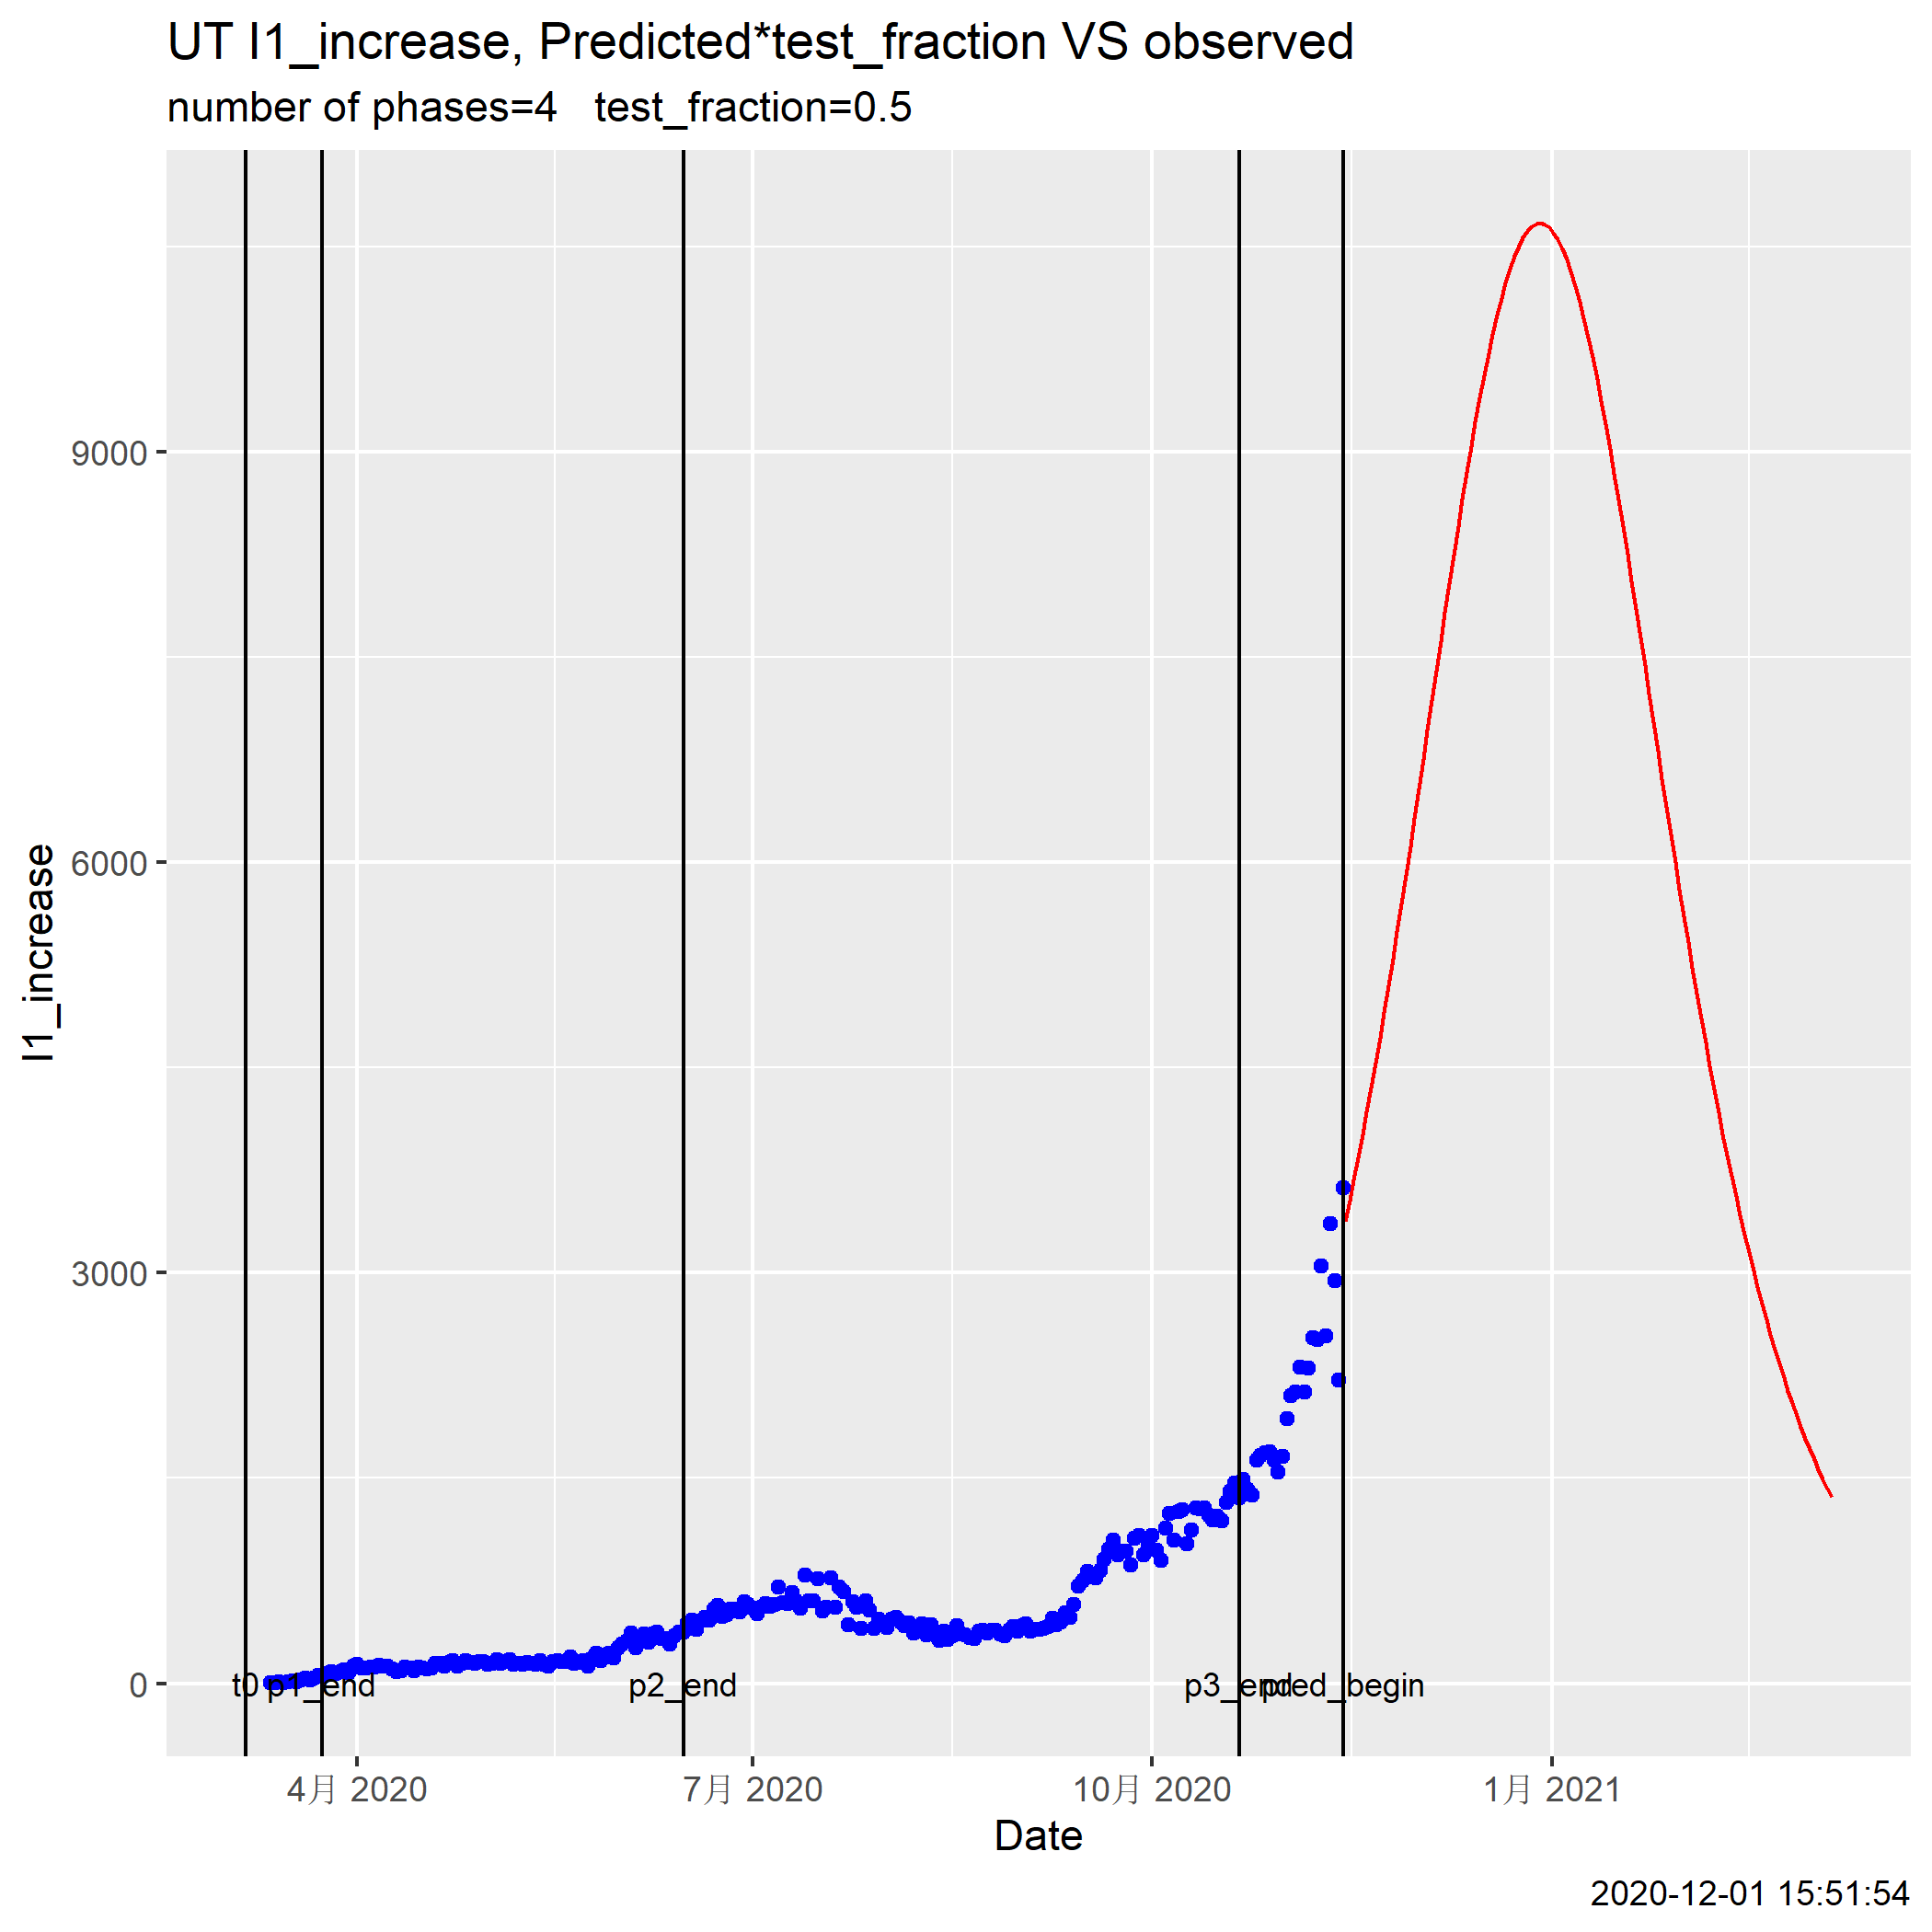 UT I1_increase, Predicted*test_fraction VS observed
number of phases=4   test_fraction=0.5
9000
6000
3000
0
I1_increase
t0
p1_end
p2_end
p3_end
pred_begin
4月 2020
7月 2020
10月 2020
1月 2021
Date
2020-12-01 15:51:54